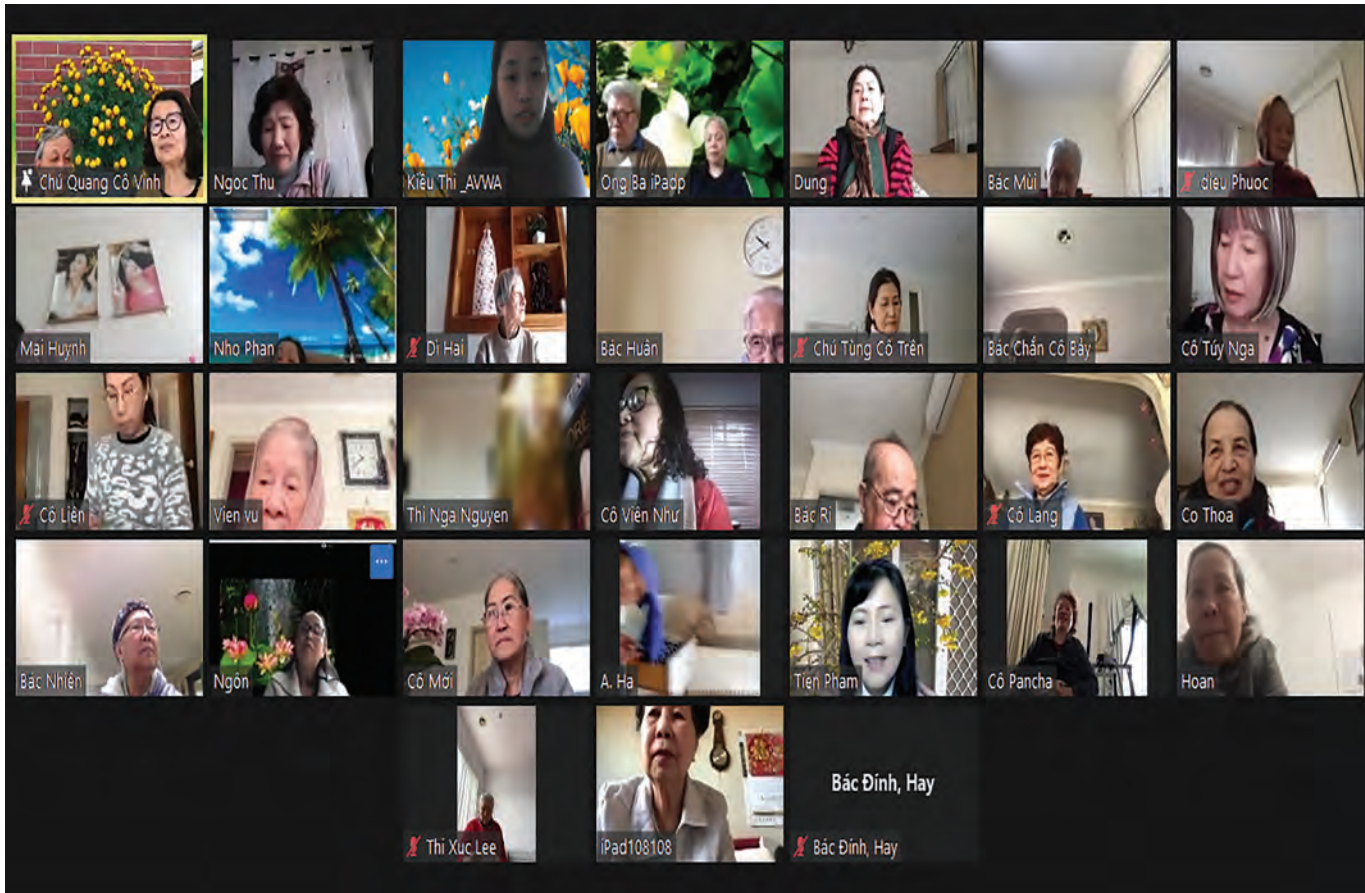 Chú Quang Cô Vinh
Ngoc Thu
Kiều Thi _AVWA
Ong Ba iPadp
Dung
Bác Mùi
diệu Phuoc
Mai Huynh
Nho Phan
Dì Hai
Bác Huân
Chú Tùng Cô Trên
Bác Chẩn Cô Bảy
Cô Túy Nga
Cô Liên
Vien vu
Thi Nga Nguyen
Cô Viên Như
Bác Ri
Cô Lang
Co Thoa
Bác Nhiên
Ngôn
Cô Mới
A. Ha
Tien Pham
Cô Pancha
Hoan
Bác Đính, Hay
Thi Xuc Lee
iPad108108
Bác Đính, Hay